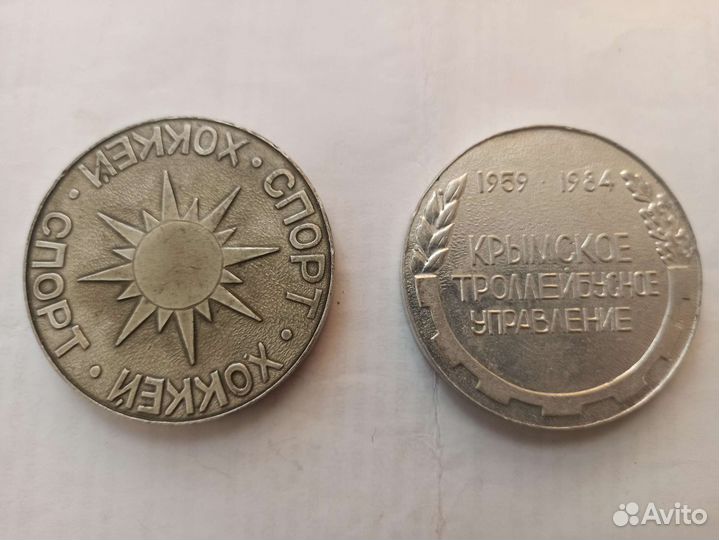 ХОККЕЙ · СПОРТ · ХОККЕЙ · СПОРТ ·
1959 · 1984
КРЫМСКОЕ
ТРОЛЛЕЙБУСНОЕ
УПРАВЛЕНИЕ
Avito